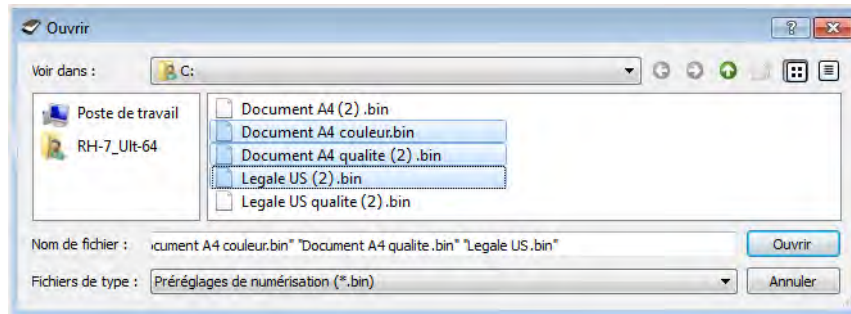 Ouvrir
Voir dans : C:
Poste de travail
RH-7_Ult-64
Document A4 (2) .bin
Document A4 couleur.bin
Document A4 qualite (2) .bin
Legale US (2) .bin
Legale US qualite (2) .bin
Nom de fichier : cument A4 couleur.bin" "Document A4 qualite .bin" "Legale US .bin" Ouvrir
Fichiers de type : Préréglages de numérisation (*.bin) Annuler